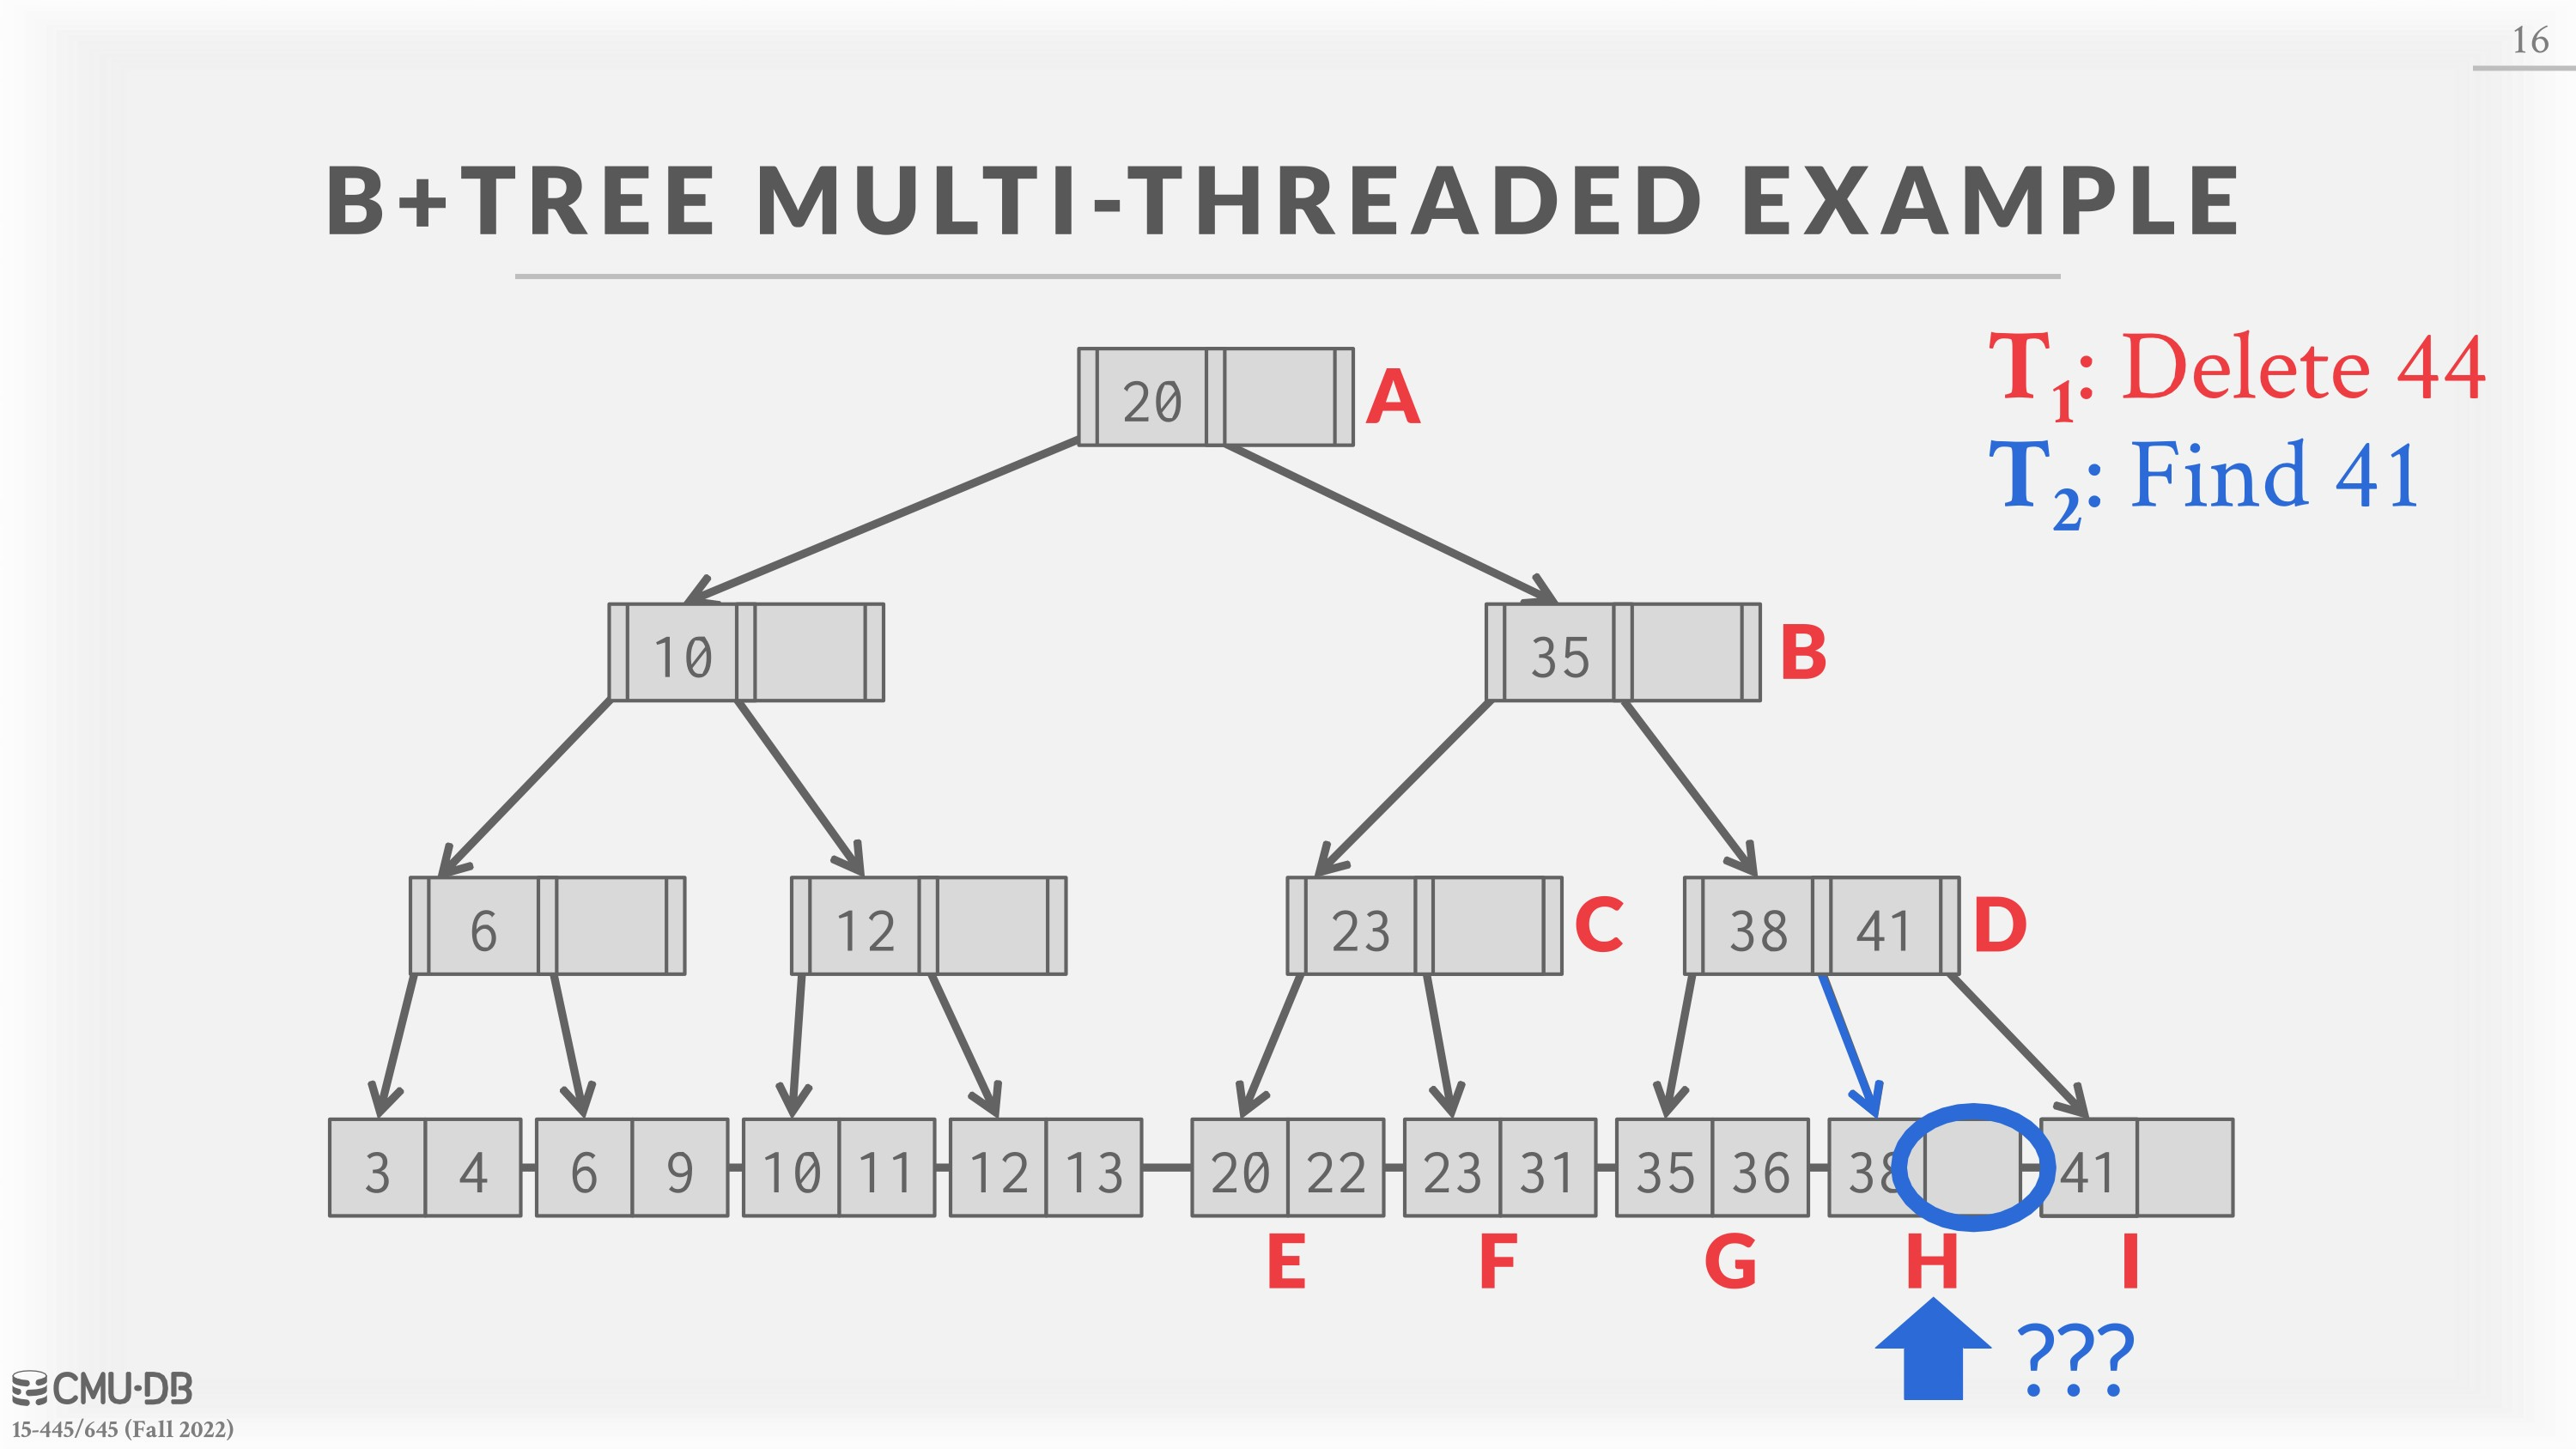 16
B+TREE MULTI-THREADED EXAMPLE
T1: Delete 44
T2: Find 41
20 A
10 35 B
6 12 23 C 38 41 D
3 4 6 9 10 11 12 13 20 22 23 31 35 36 38 41
E F G H I
???
CMU·DB
15-445/645 (Fall 2022)